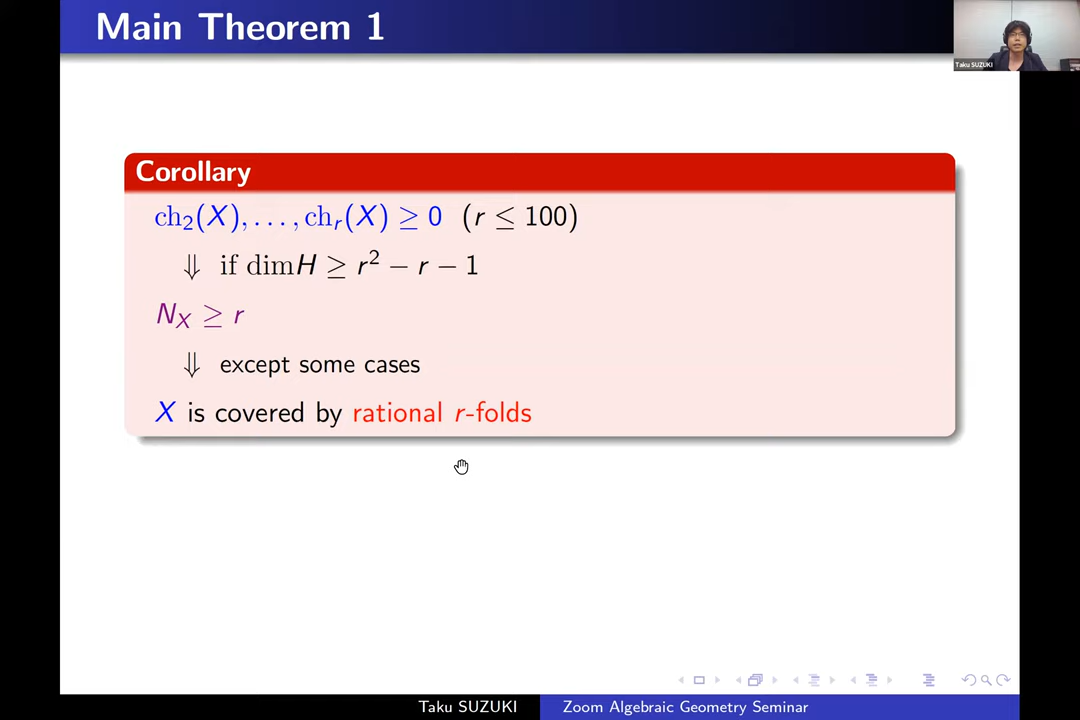 Main Theorem 1
Taku SUZUKI
Corollary
ch₂(X), . . . , chᵣ(X) ≥ 0 (r ≤ 100)
⇓ if dimH ≥ r² − r − 1
N_X ≥ r
⇓ except some cases
X is covered by rational r-folds
Taku SUZUKI Zoom Algebraic Geometry Seminar